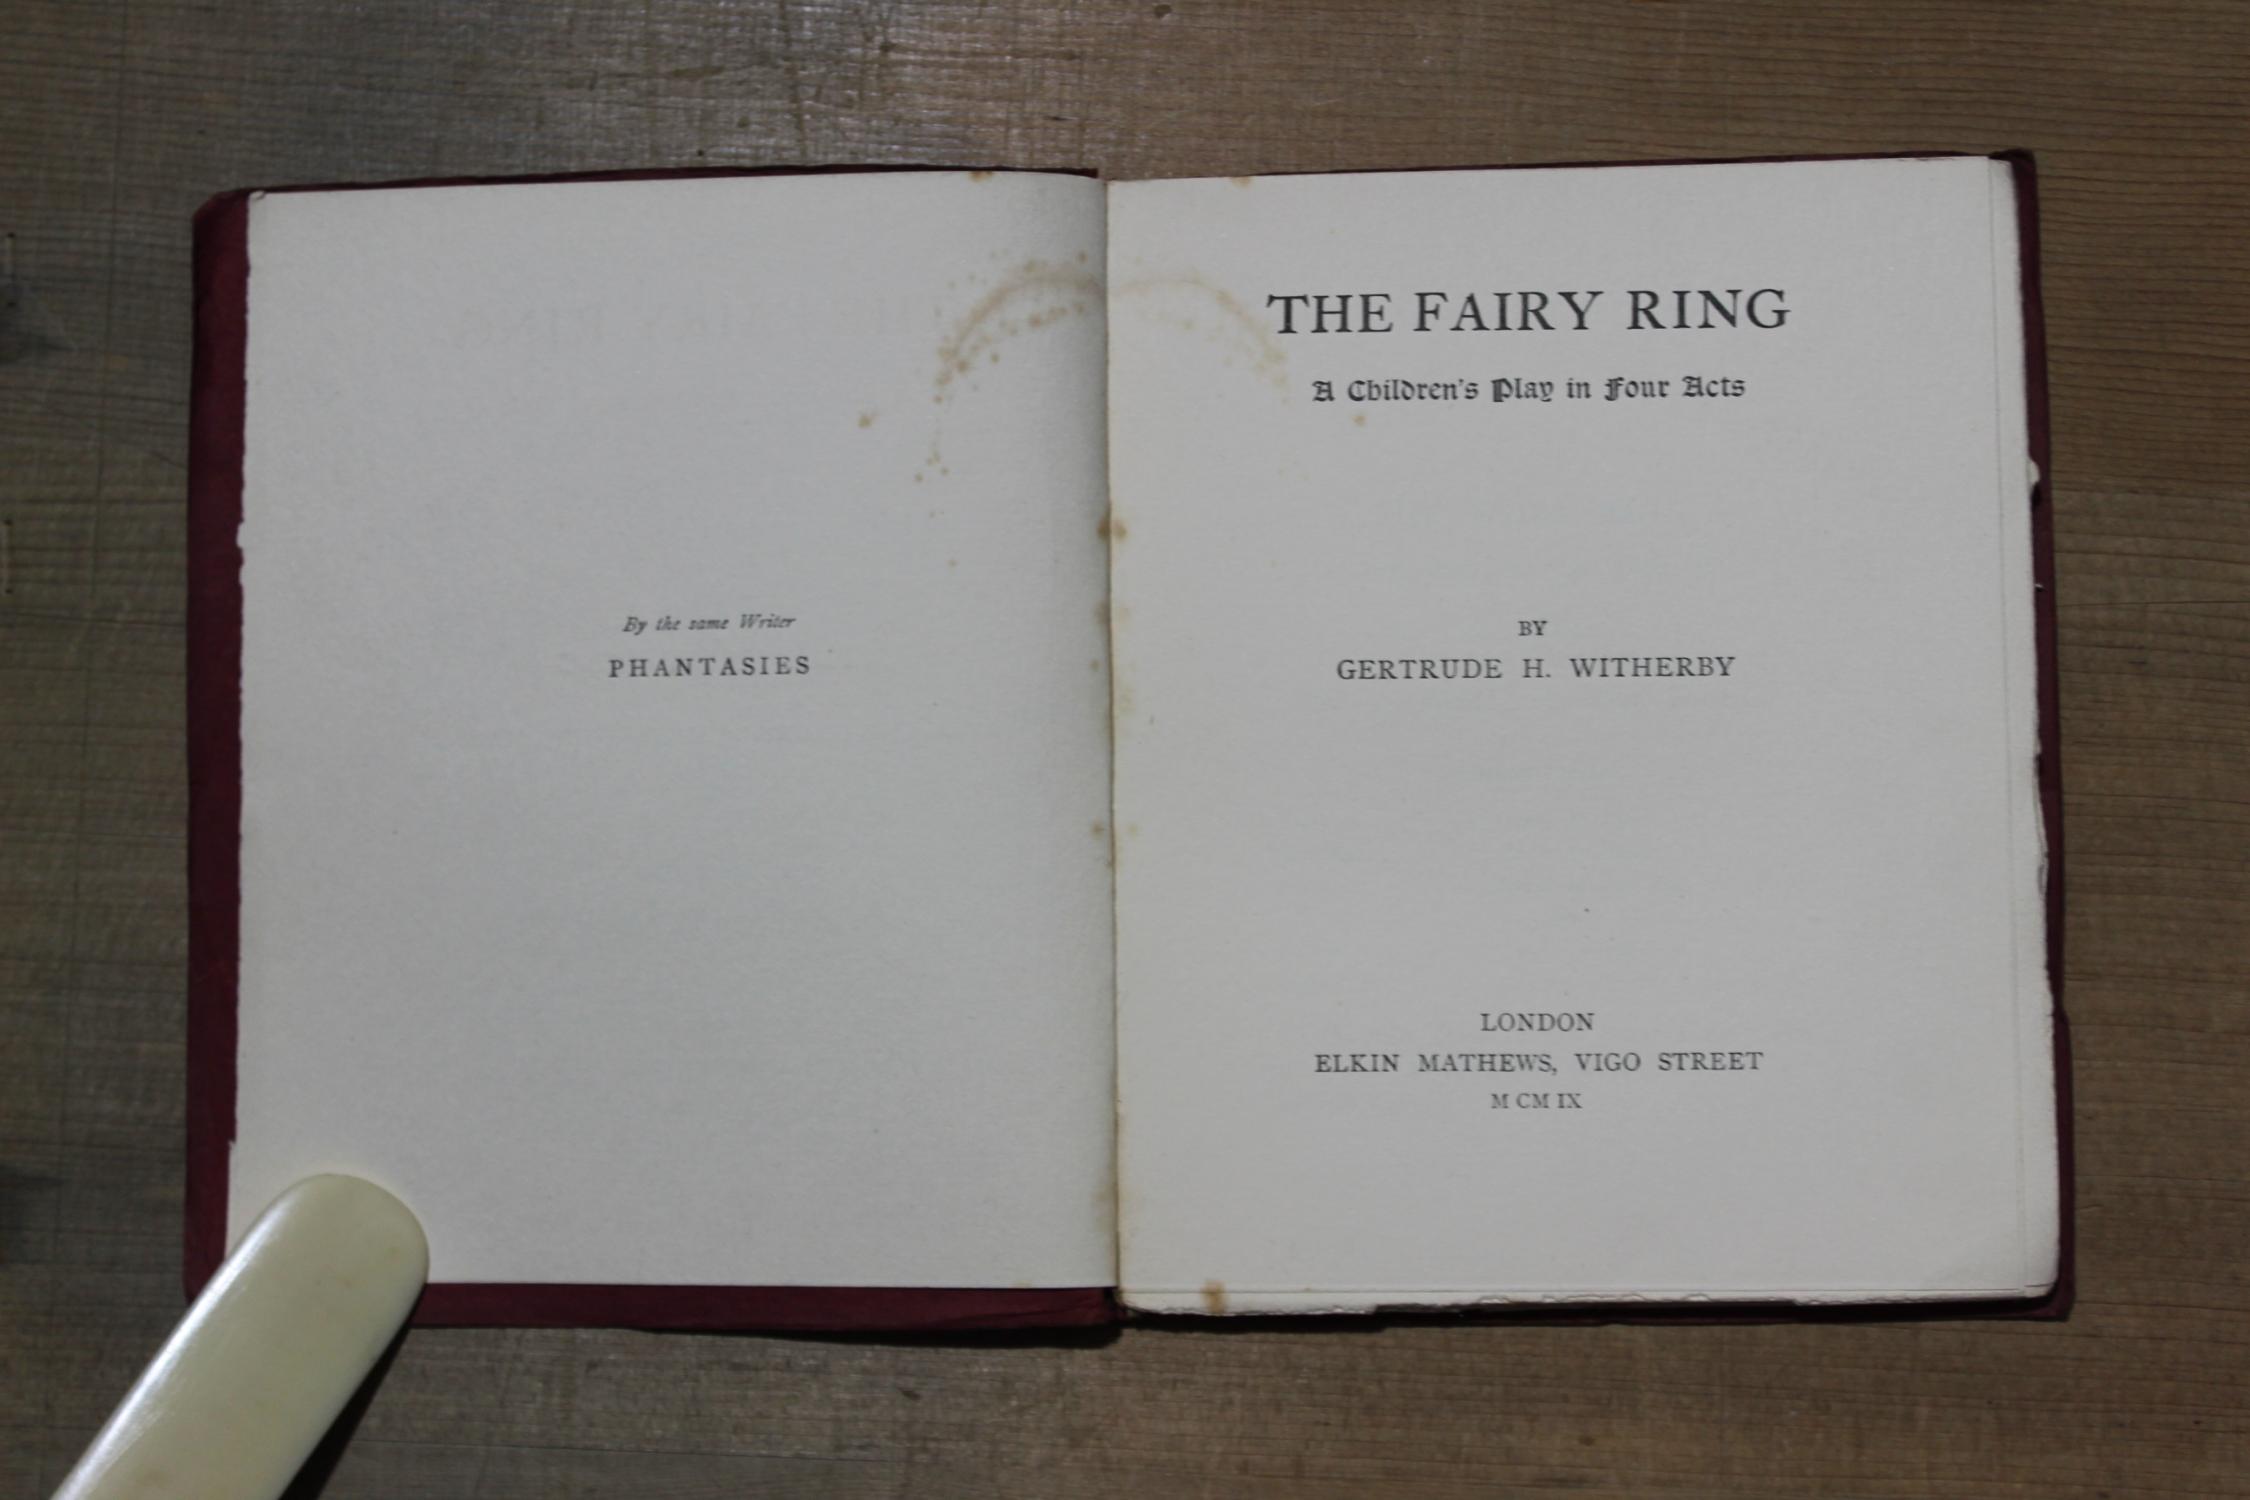 By the same Writer
PHANTASIES
THE FAIRY RING
A Children's Play in Four Acts
BY
GERTRUDE H. WITHERBY
LONDON
ELKIN MATHEWS, VIGO STREET
M CM IX